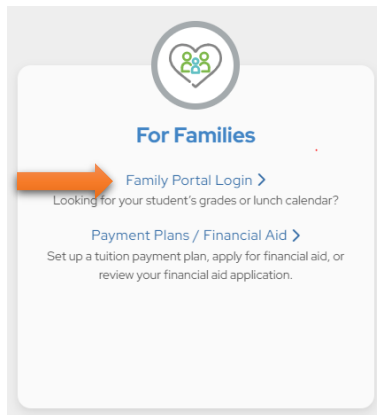 For Families
Family Portal Login >
Looking for your student's grades or lunch calendar?
Payment Plans / Financial Aid >
Set up a tuition payment plan, apply for financial aid, or
review your financial aid application.